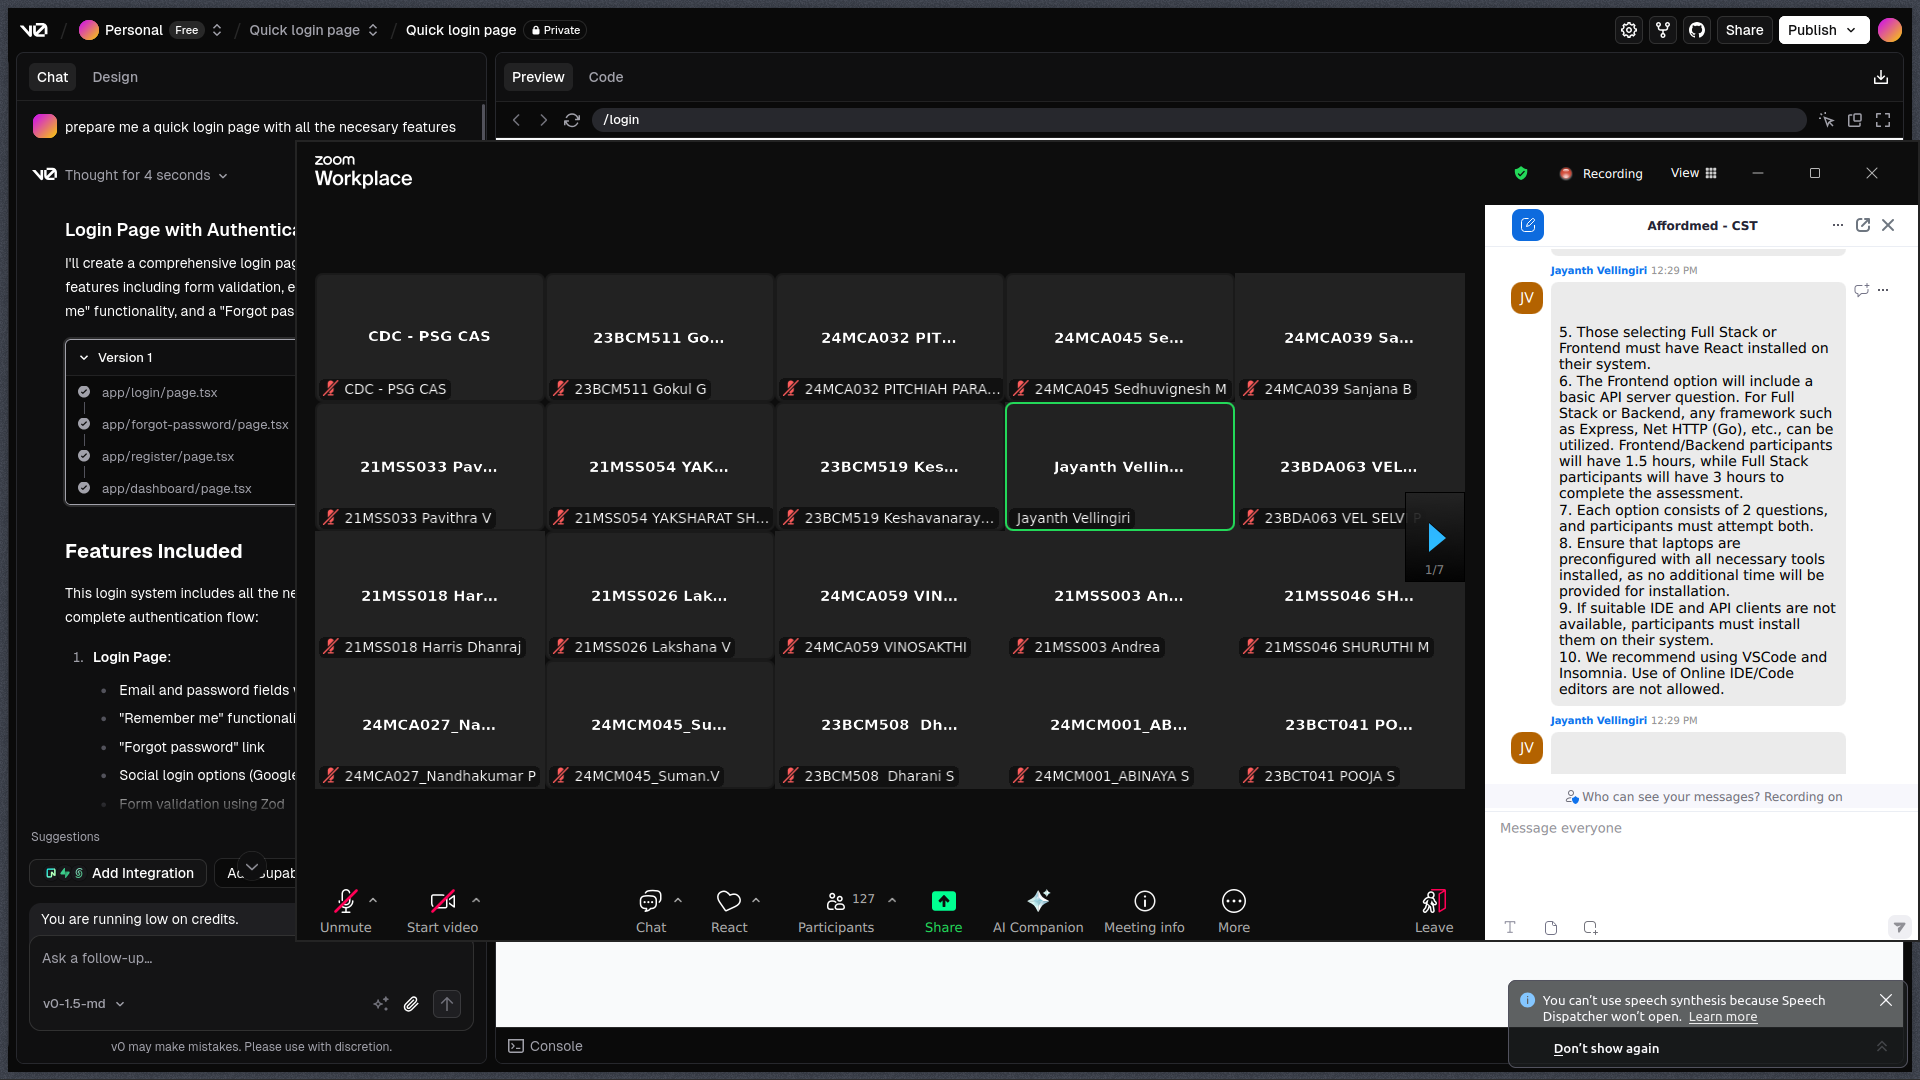 v0 / Personal Free / Quick login page / Quick login page Private
Share Publish
Chat Design
Preview Code
/login
prepare me a quick login page with all the necesary features
v0 Thought for 4 seconds
Login Page with Authentica
I'll create a comprehensive login pag
features including form validation, e
me" functionality, and a "Forgot pas
Version 1
app/login/page.tsx
app/forgot-password/page.tsx
app/register/page.tsx
app/dashboard/page.tsx
Features Included
This login system includes all the ne
complete authentication flow:
1. Login Page:
Email and password fields
"Remember me" functionali
"Forgot password" link
Social login options (Google
Form validation using Zod
Suggestions
Add Integration
You are running low on credits.
Ask a follow-up…
v0-1.5-md
v0 may make mistakes. Please use with discretion.
zoom
Workplace
Recording View
CDC - PSG CAS
CDC - PSG CAS
23BCM511 Go...
23BCM511 Gokul G
24MCA032 PIT...
24MCA032 PITCHIAH PARA...
24MCA045 Se...
24MCA045 Sedhuvignesh M
24MCA039 Sa...
24MCA039 Sanjana B
21MSS033 Pav...
21MSS033 Pavithra V
21MSS054 YAK...
21MSS054 YAKSHARAT SH...
23BCM519 Kes...
23BCM519 Keshavanaray...
Jayanth Vellin...
Jayanth Vellingiri
23BDA063 VEL...
23BDA063 VEL SELVI P
1/7
21MSS018 Har...
21MSS018 Harris Dhanraj
21MSS026 Lak...
21MSS026 Lakshana V
24MCA059 VIN...
24MCA059 VINOSAKTHI
21MSS003 An...
21MSS003 Andrea
21MSS046 SH...
21MSS046 SHURUTHI M
24MCA027_Na...
24MCA027_Nandhakumar P
24MCM045_Su...
24MCM045_Suman.V
23BCM508 Dh...
23BCM508 Dharani S
24MCM001_AB...
24MCM001_ABINAYA S
23BCT041 PO...
23BCT041 POOJA S
Unmute
Start video
Chat
React
Participants 127
Share
AI Companion
Meeting info
More
Leave
Affordmed - CST
Jayanth Vellingiri 12:29 PM
JV
5. Those selecting Full Stack or
Frontend must have React installed on
their system.
6. The Frontend option will include a
basic API server question. For Full
Stack or Backend, any framework such
as Express, Net HTTP (Go), etc., can be
utilized. Frontend/Backend participants
will have 1.5 hours, while Full Stack
participants will have 3 hours to
complete the assessment.
7. Each option consists of 2 questions,
and participants must attempt both.
8. Ensure that laptops are
preconfigured with all necessary tools
installed, as no additional time will be
provided for installation.
9. If suitable IDE and API clients are not
available, participants must install
them on their system.
10. We recommend using VSCode and
Insomnia. Use of Online IDE/Code
editors are not allowed.
Jayanth Vellingiri 12:29 PM
JV
Who can see your messages? Recording on
Message everyone
Console
You can't use speech synthesis because Speech
Dispatcher won't open. Learn more
Don't show again